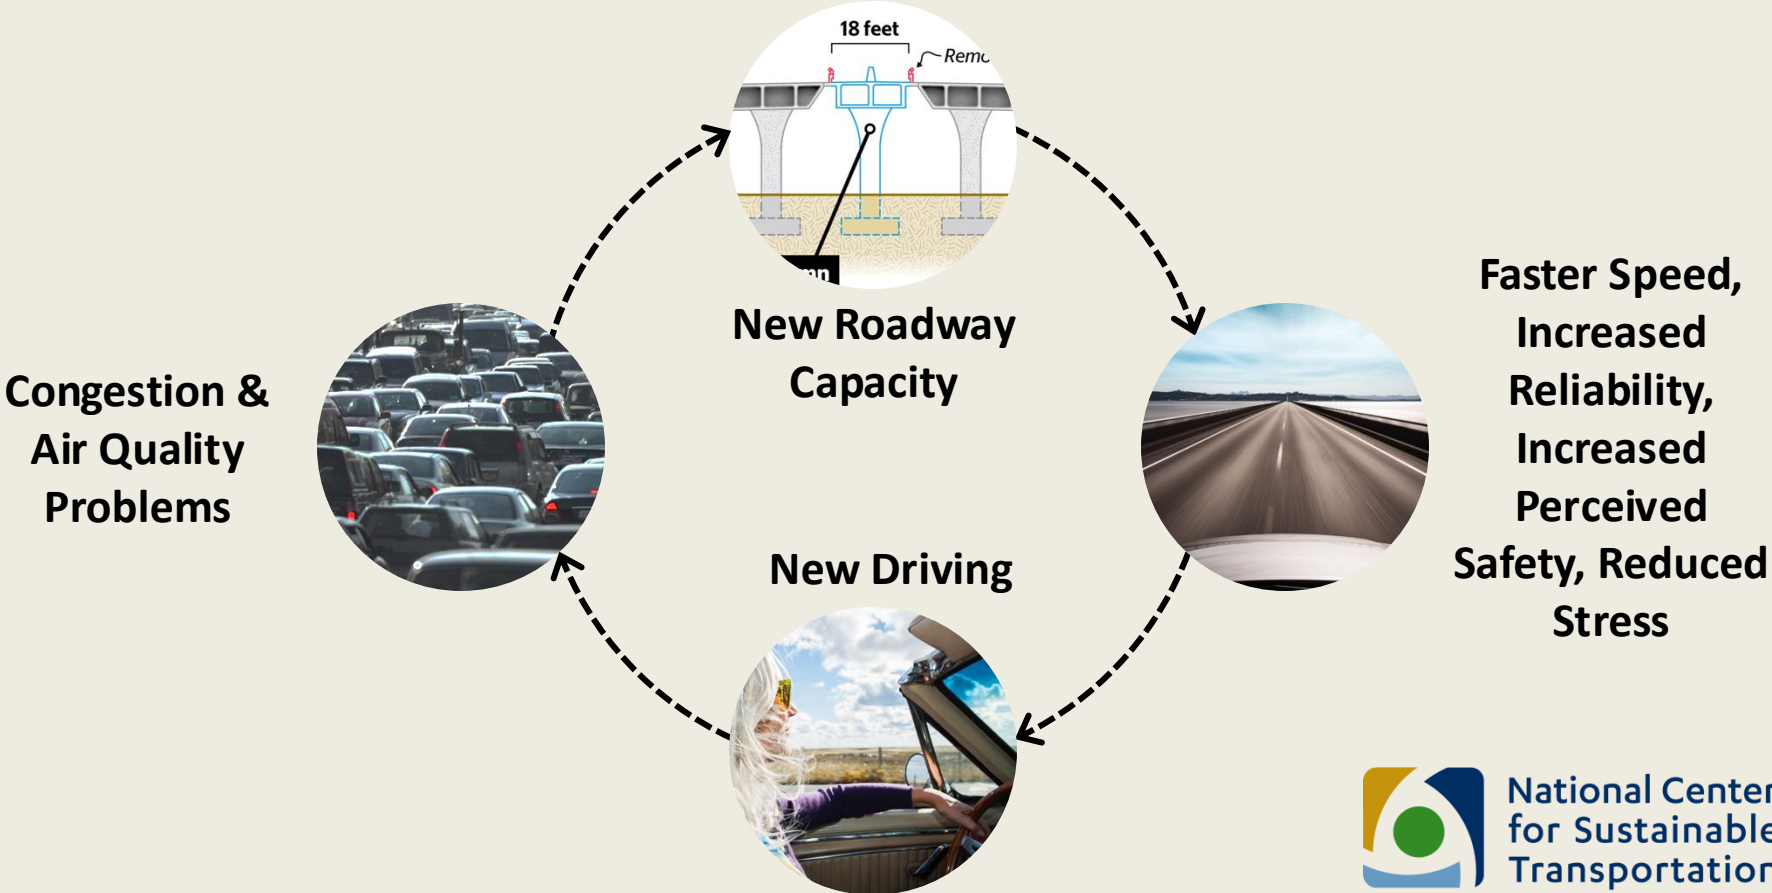 18 feet
New Roadway
Capacity
Faster Speed,
Increased
Reliability,
Increased
Perceived
Safety, Reduced
Stress
New Driving
Congestion &
Air Quality
Problems
National Center
for Sustainable
Transportation